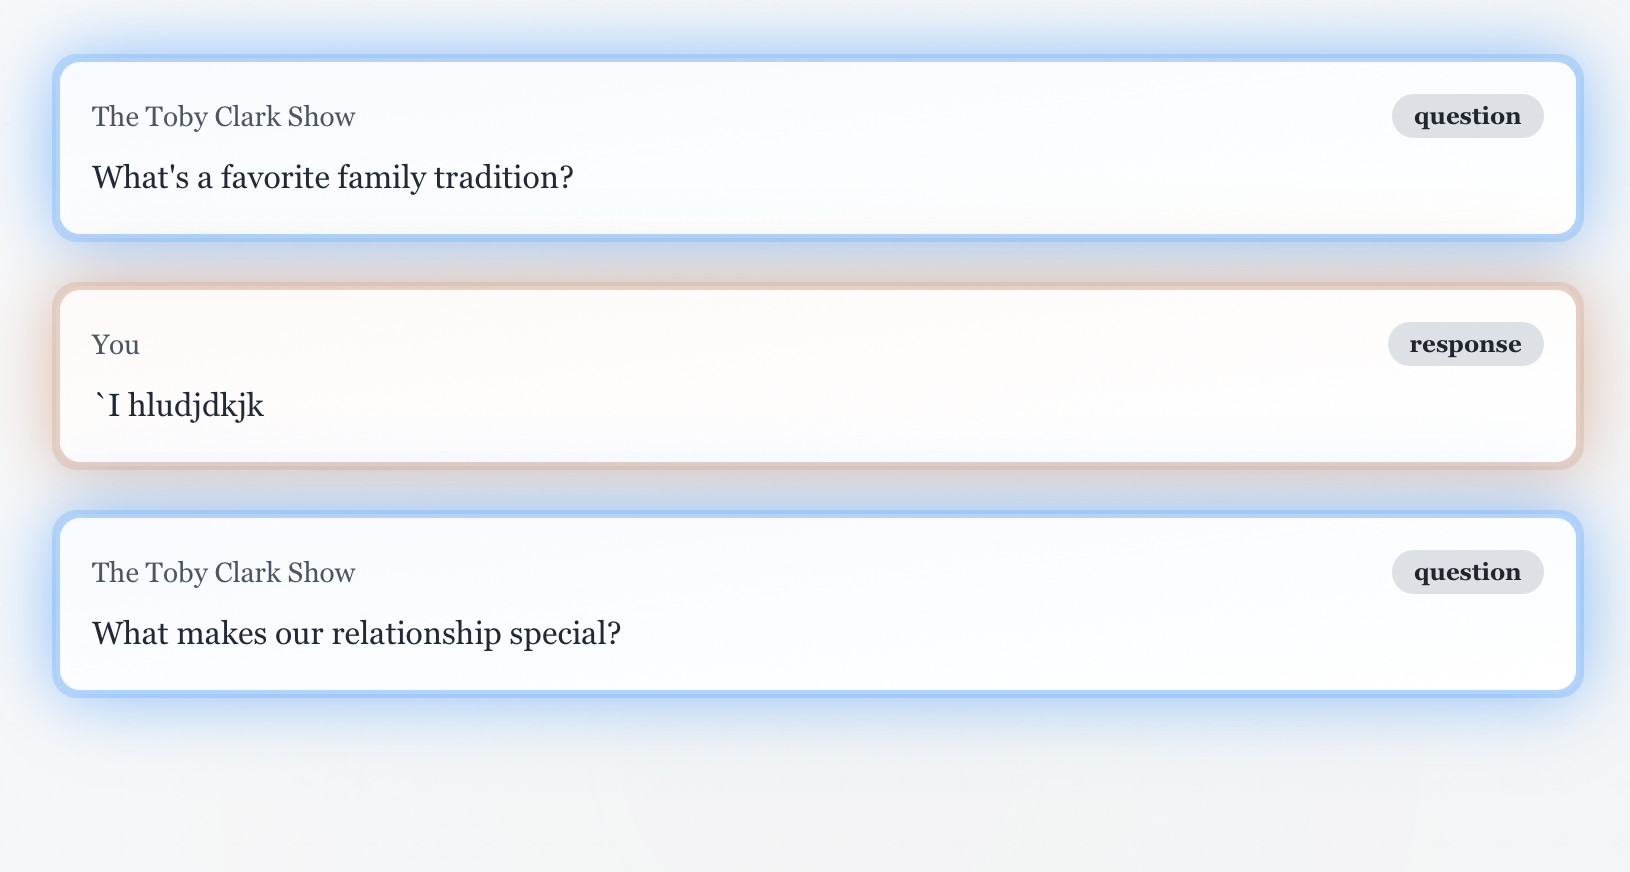 The Toby Clark Show
question
What's a favorite family tradition?
You
response
`I hludjdkjk
The Toby Clark Show
question
What makes our relationship special?